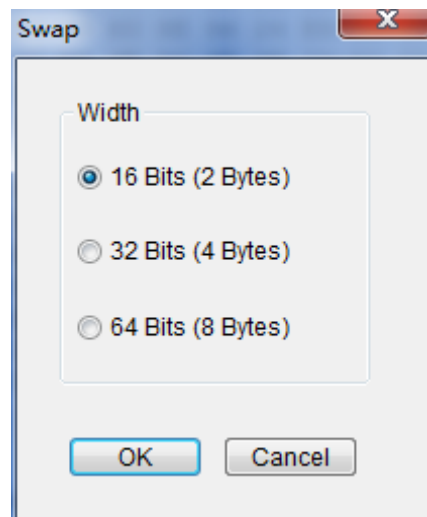 Swap
Width
16 Bits (2 Bytes)
32 Bits (4 Bytes)
64 Bits (8 Bytes)
OK Cancel